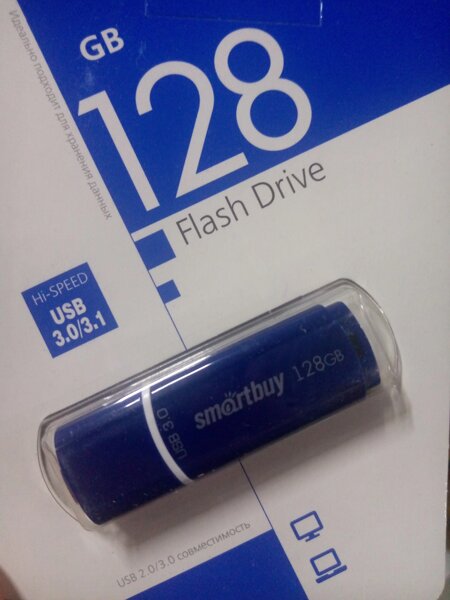 Идеально подходит для хранения данных
GB
128
Flash Drive
Hi-SPEED
USB
3.0/3.1
smartbuy 128GB
USB 3.0
USB 2.0/3.0 совместимость